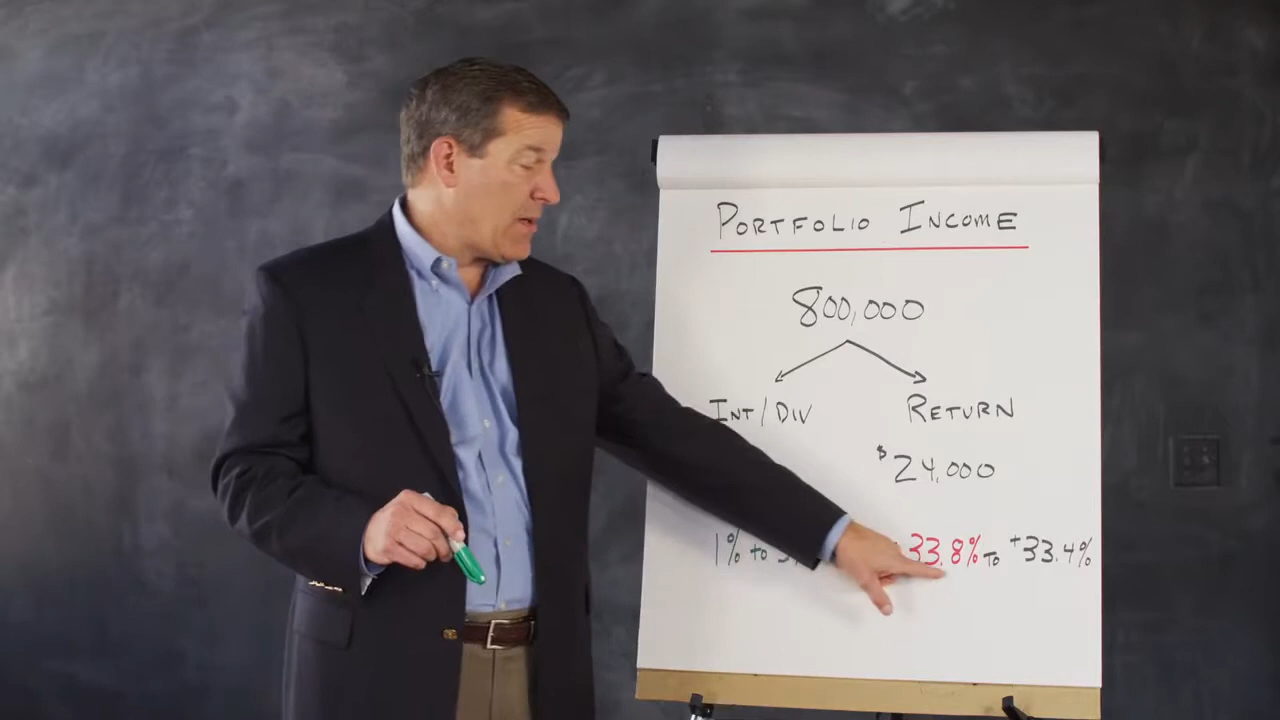 PORTFOLIO INCOME
800,000
INT/DIV RETURN
$24,000
1% to 33.8% TO +33.4%